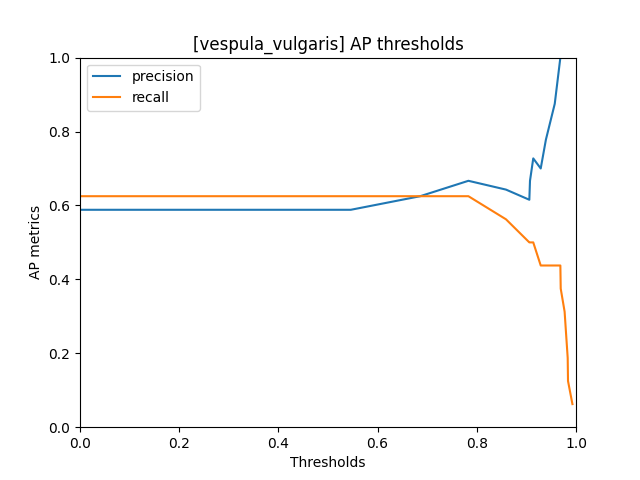 [vespula_vulgaris] AP thresholds
precision
recall
AP metrics
1.0
0.8
0.6
0.4
0.2
0.0
0.0 0.2 0.4 0.6 0.8 1.0
Thresholds